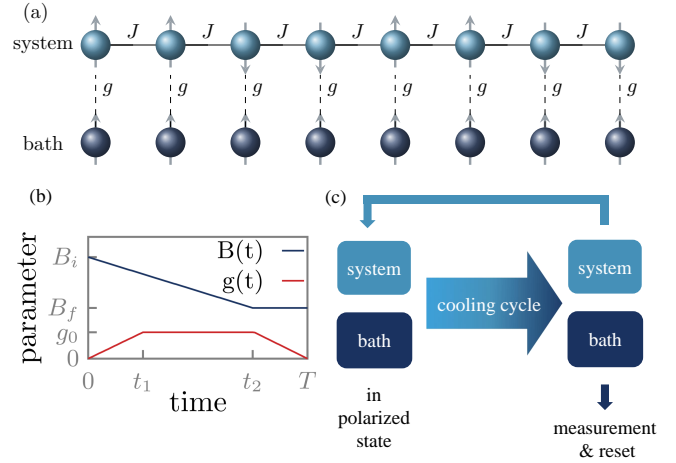 (a)
J J J J J J J
system
g g g g g g g g
bath
(b)
parameter
B_i
B_f
g_0
0
B(t)
g(t)
0 t_1 t_2 T
time
(c)
system
system
cooling cycle
bath
bath
in
polarized
state
measurement
& reset